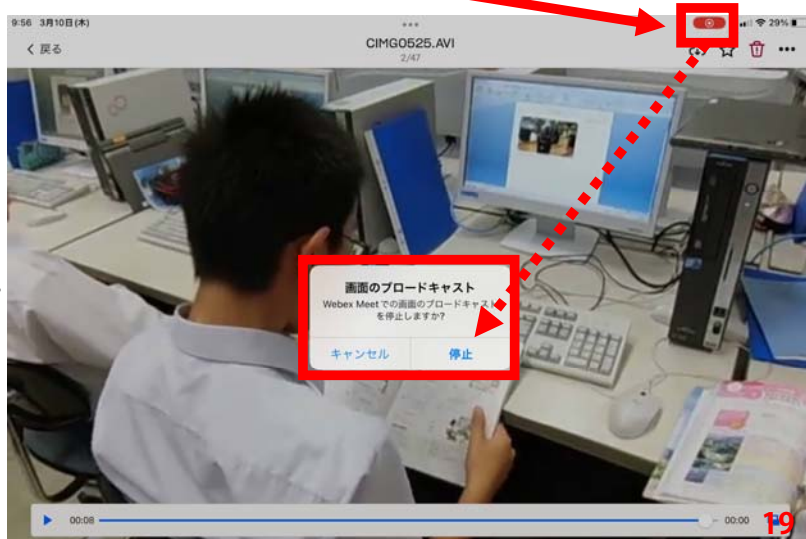 9:56 3月10日(木)
29%
戻る
CIMG0525.AVI
2/47
画面のブロードキャスト
Webex Meetでの画面のブロードキャスト
を停止しますか?
キャンセル
停止
00:08
00:00
19